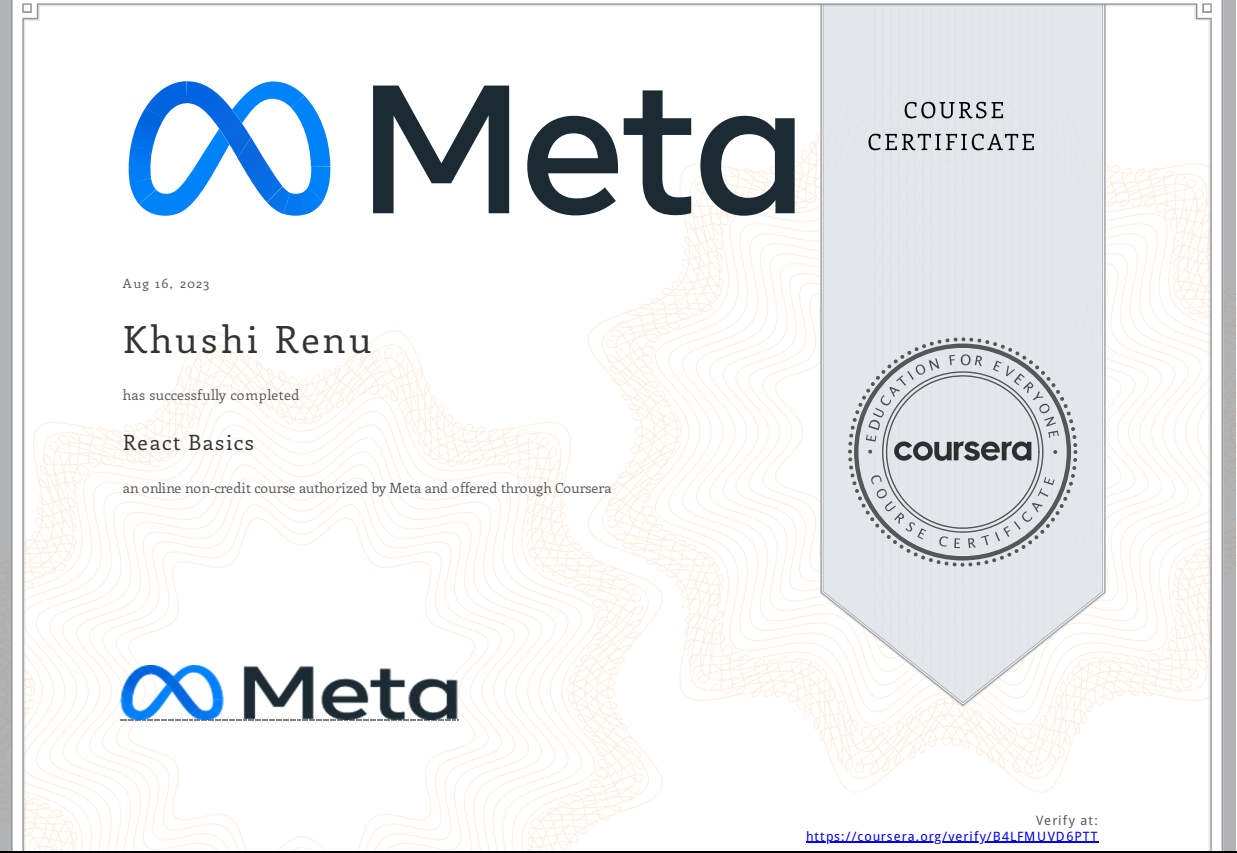 Meta
COURSE
CERTIFICATE
Aug 16, 2023
Khushi Renu
has successfully completed
React Basics
an online non-credit course authorized by Meta and offered through Coursera
EDUCATION FOR EVERYONE
coursera
COURSE CERTIFICATE
Meta
Verify at:
https://coursera.org/verify/B4LFMUVD6PTT